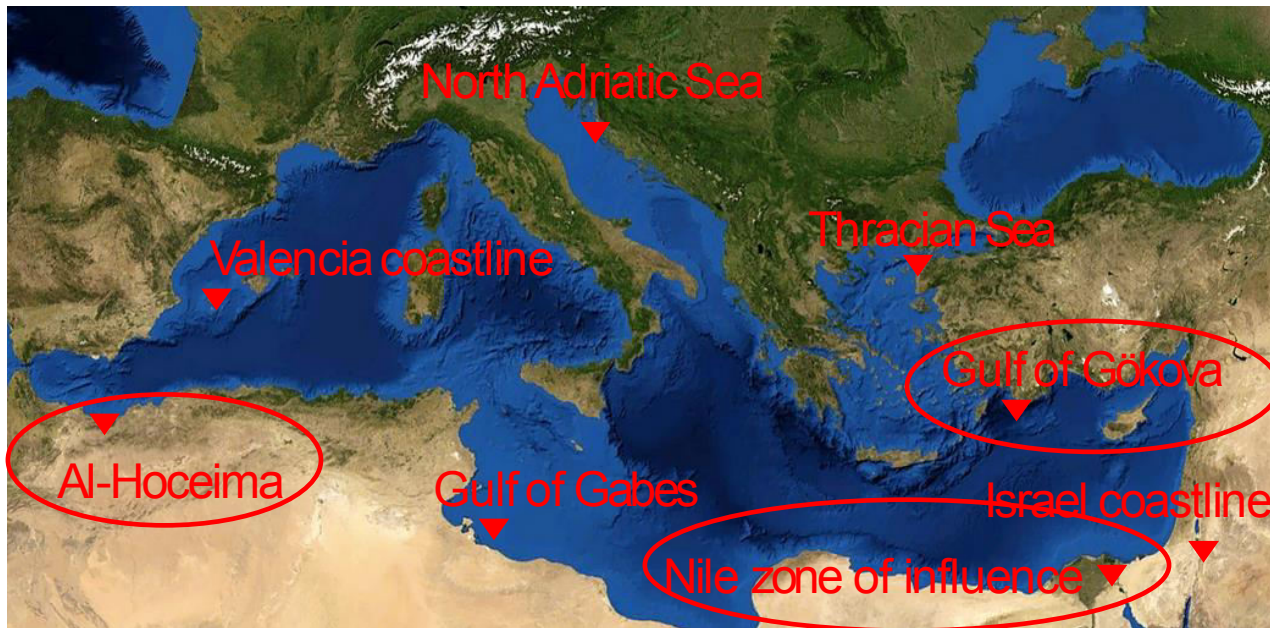 North Adriatic Sea
Thracian Sea
Valencia coastline
Gulf of Gökova
Al-Hoceima
Gulf of Gabes
Israel coastline
Nile zone of influence